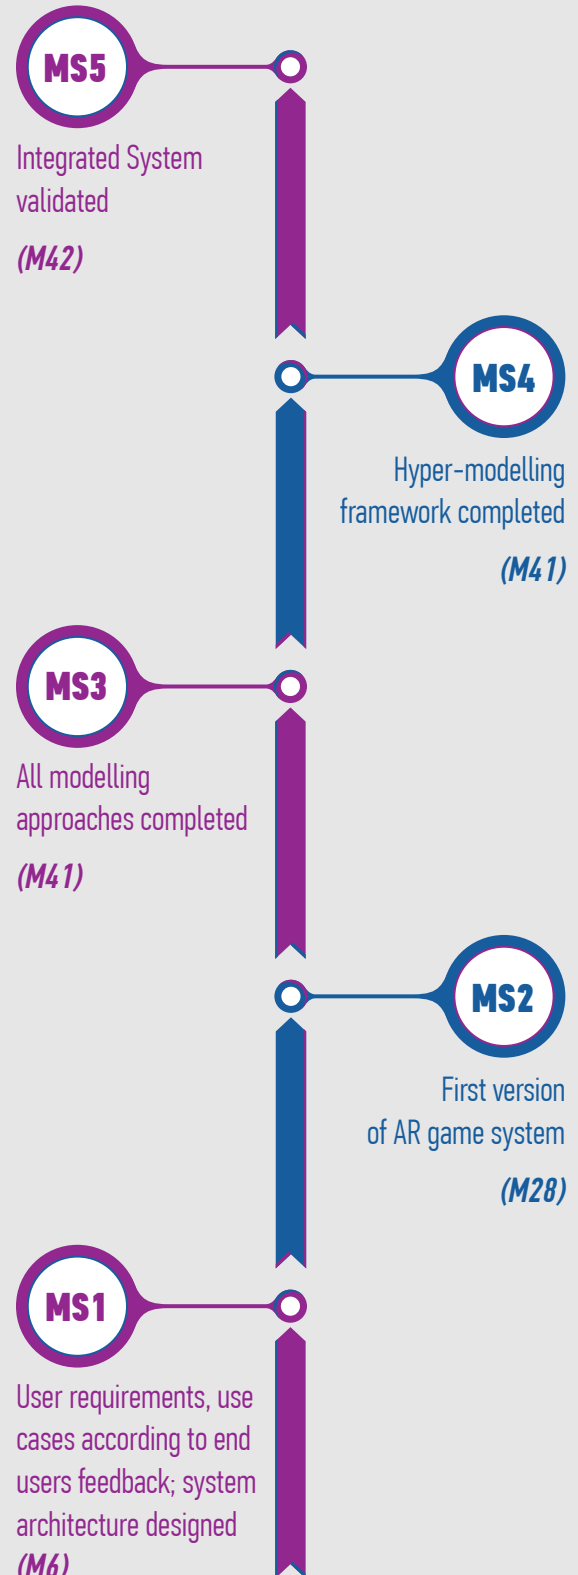 MS5
Integrated System
validated
(M42)
MS4
Hyper-modelling
framework completed
(M41)
MS3
All modelling
approaches completed
(M41)
MS2
First version
of AR game system
(M28)
MS1
User requirements, use
cases according to end
users feedback; system
architecture designed
(M6)